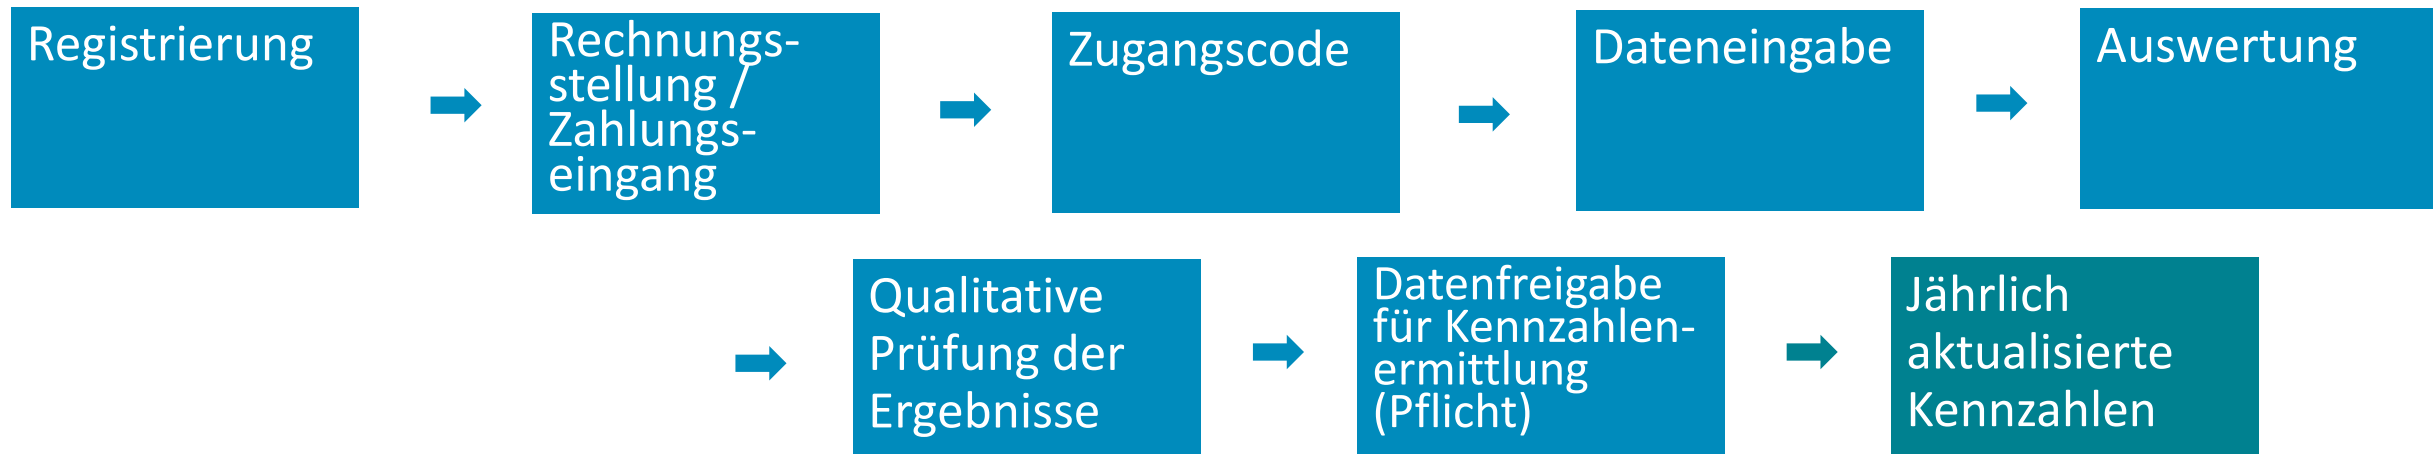 Registrierung
Rechnungs-
stellung /
Zahlungs-
eingang
Zugangscode
Dateneingabe
Auswertung
Qualitative
Prüfung der
Ergebnisse
Datenfreigabe
für Kennzahlen-
ermittlung
(Pflicht)
Jährlich
aktualisierte
Kennzahlen